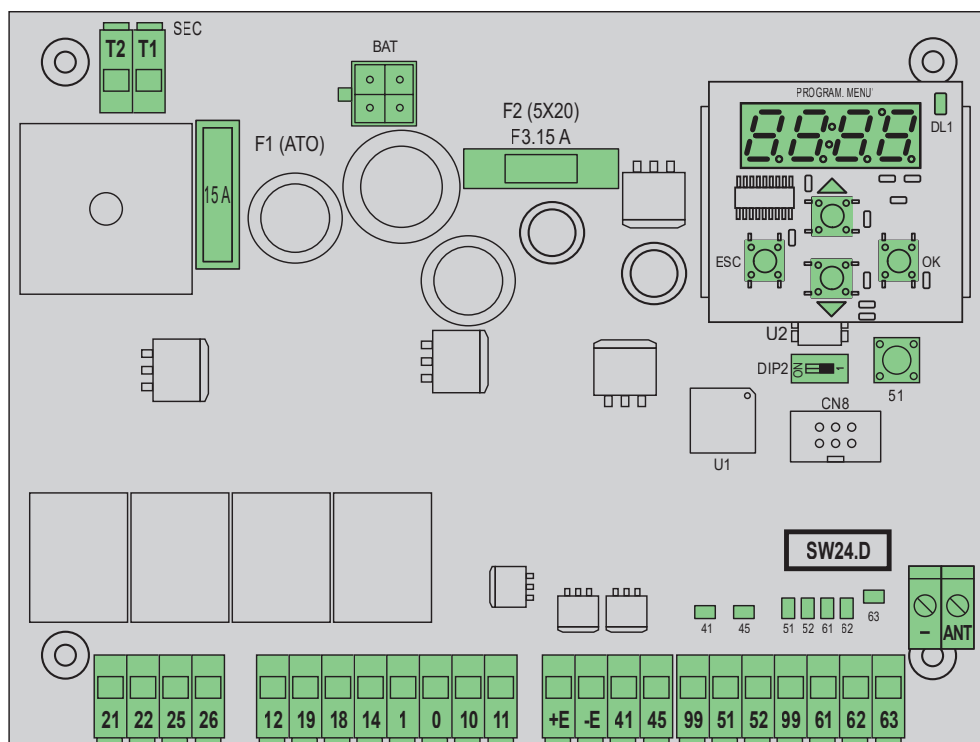 SEC
T2 T1
BAT
PROGRAM. MENU'
DL1
F1 (ATO)
F2 (5X20)
F3.15 A
15 A
ESC
OK
U2
DIP2
ON
1
51
CN8
U1
SW24.D
41 45 51 52 61 62 63
- ANT
21 22 25 26 12 19 18 14 1 0 10 11 +E -E 41 45 99 51 52 99 61 62 63